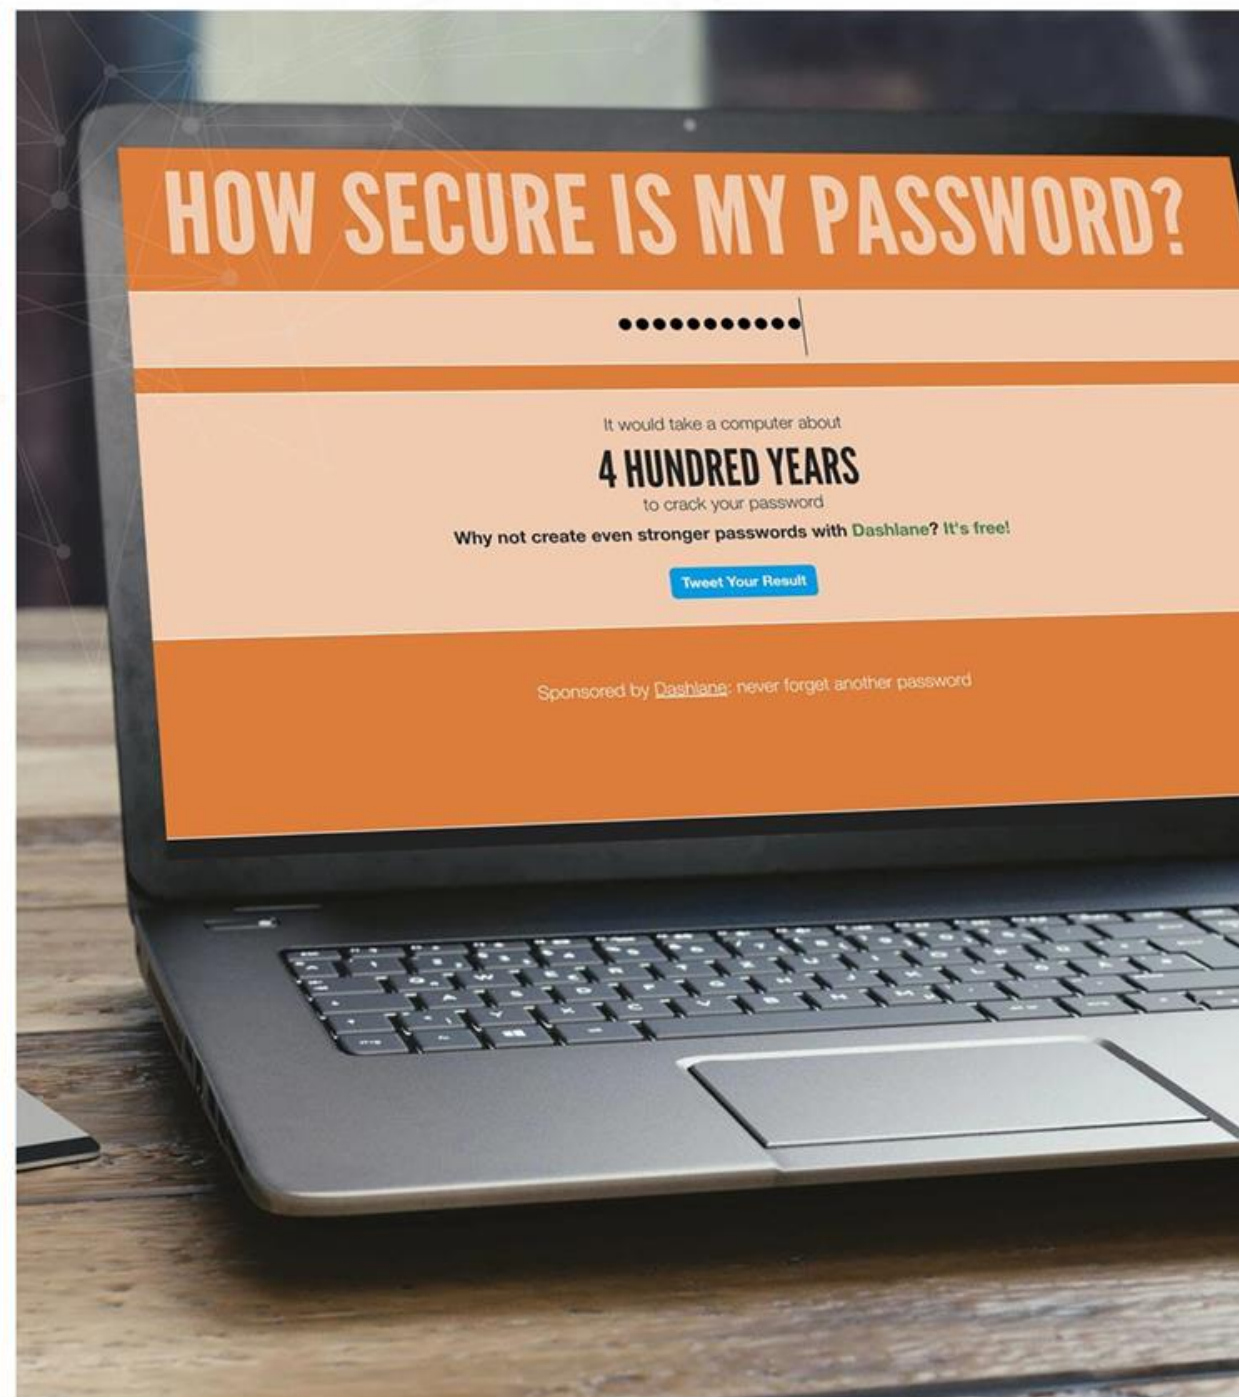 HOW SECURE IS MY PASSWORD?
•••••••••••
It would take a computer about
4 HUNDRED YEARS
to crack your password
Why not create even stronger passwords with Dashlane? It's free!
Tweet Your Result
Sponsored by Dashlane: never forget another password